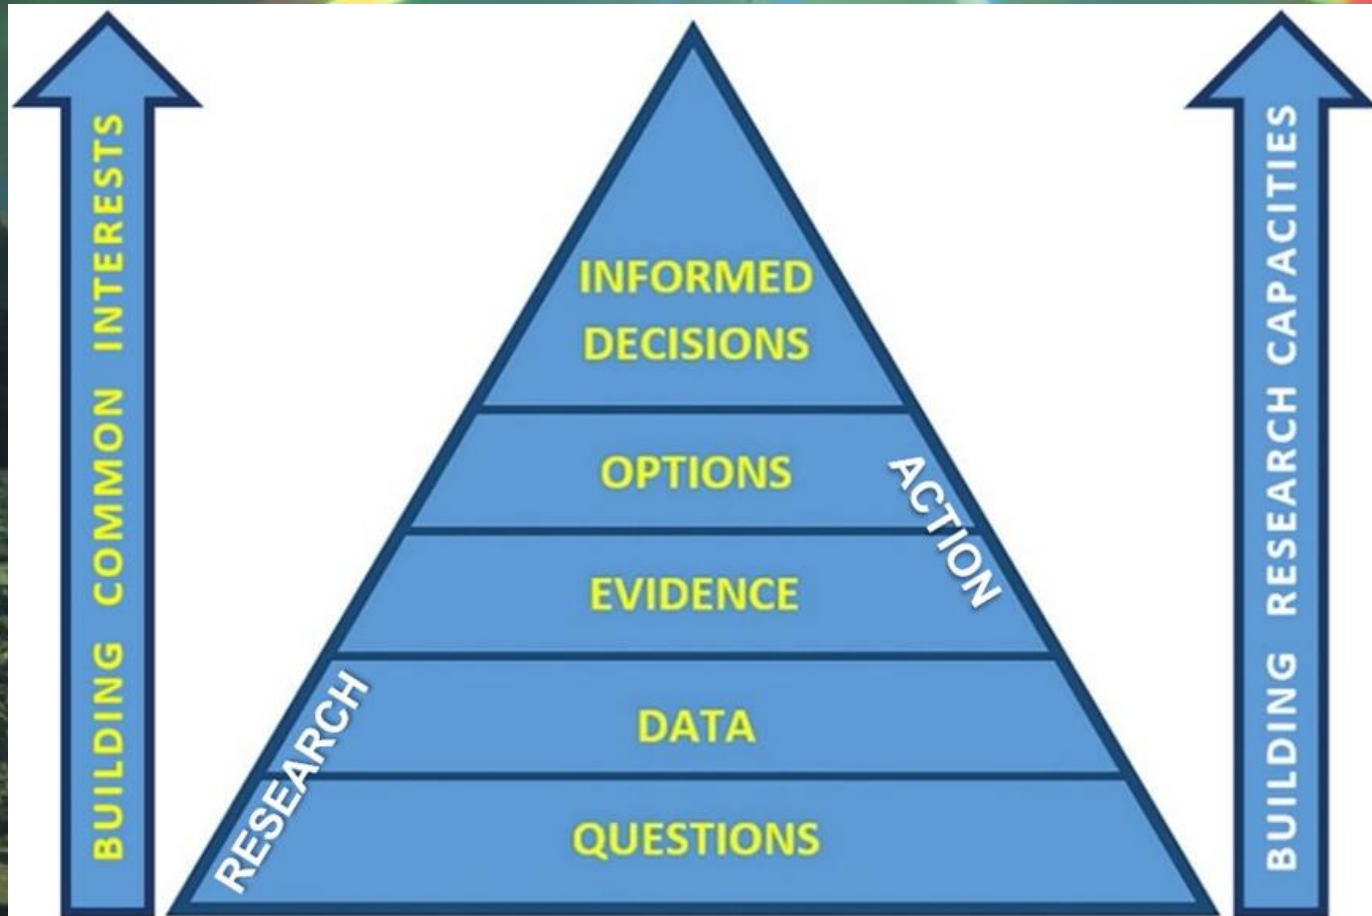 BUILDING COMMON INTERESTS
INFORMED
DECISIONS
OPTIONS
ACTION
EVIDENCE
RESEARCH
DATA
QUESTIONS
BUILDING RESEARCH CAPACITIES